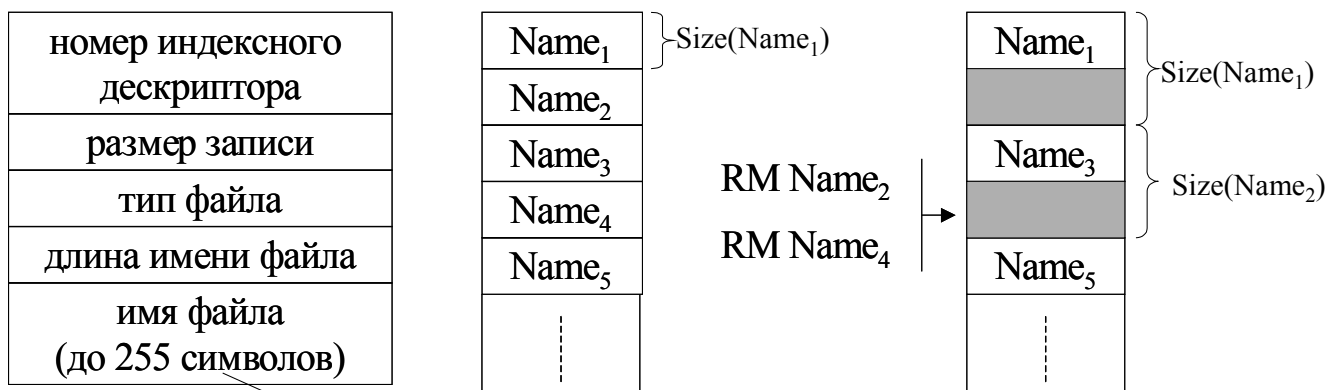 номер индексного
дескриптора
размер записи
тип файла
длина имени файла
имя файла
(до 255 символов)
Name₁
Name₂
Name₃
Name₄
Name₅
Size(Name₁)
RM Name₂
RM Name₄
Name₁
Name₃
Name₅
Size(Name₁)
Size(Name₂)